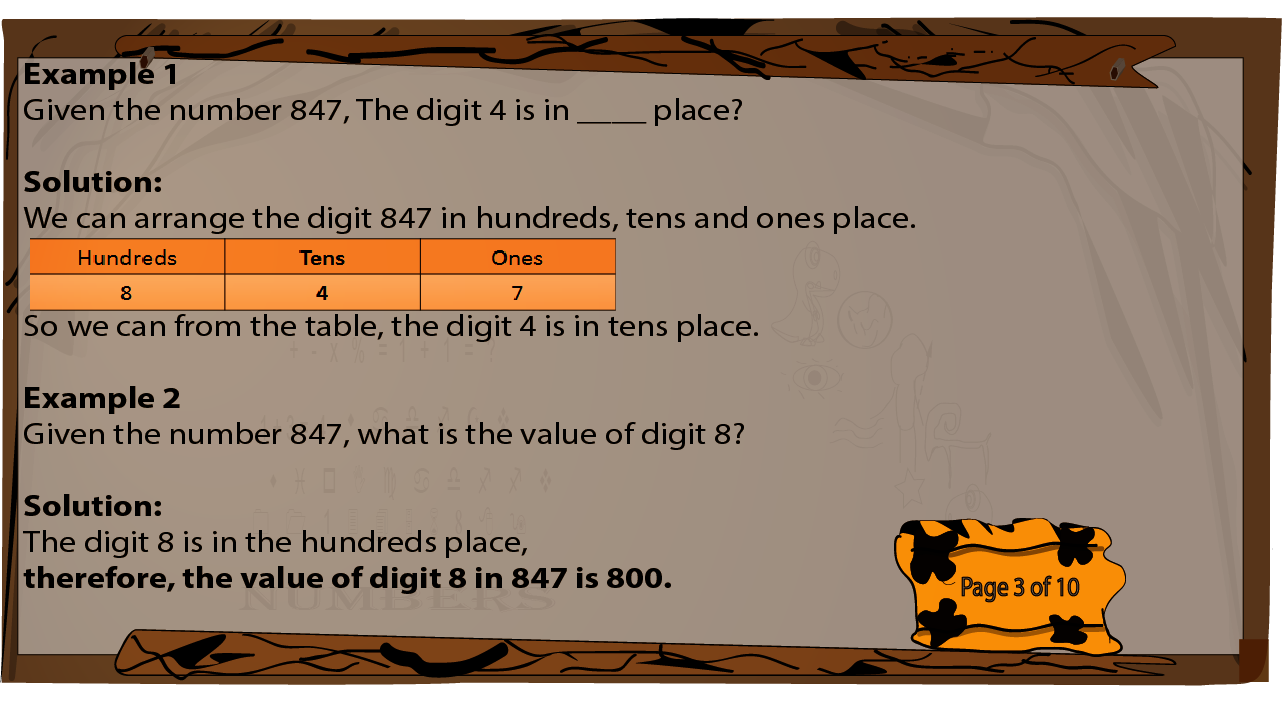 Example 1
Given the number 847, The digit 4 is in ____ place?
Solution:
We can arrange the digit 847 in hundreds, tens and ones place.
Hundreds Tens Ones
8 4 7
So we can from the table, the digit 4 is in tens place.
+ - x % = 1 + 1 = ?
Example 2
Given the number 847, what is the value of digit 8?
Solution:
The digit 8 is in the hundreds place,
therefore, the value of digit 8 in 847 is 800.
NUMBERS
Page 3 of 10